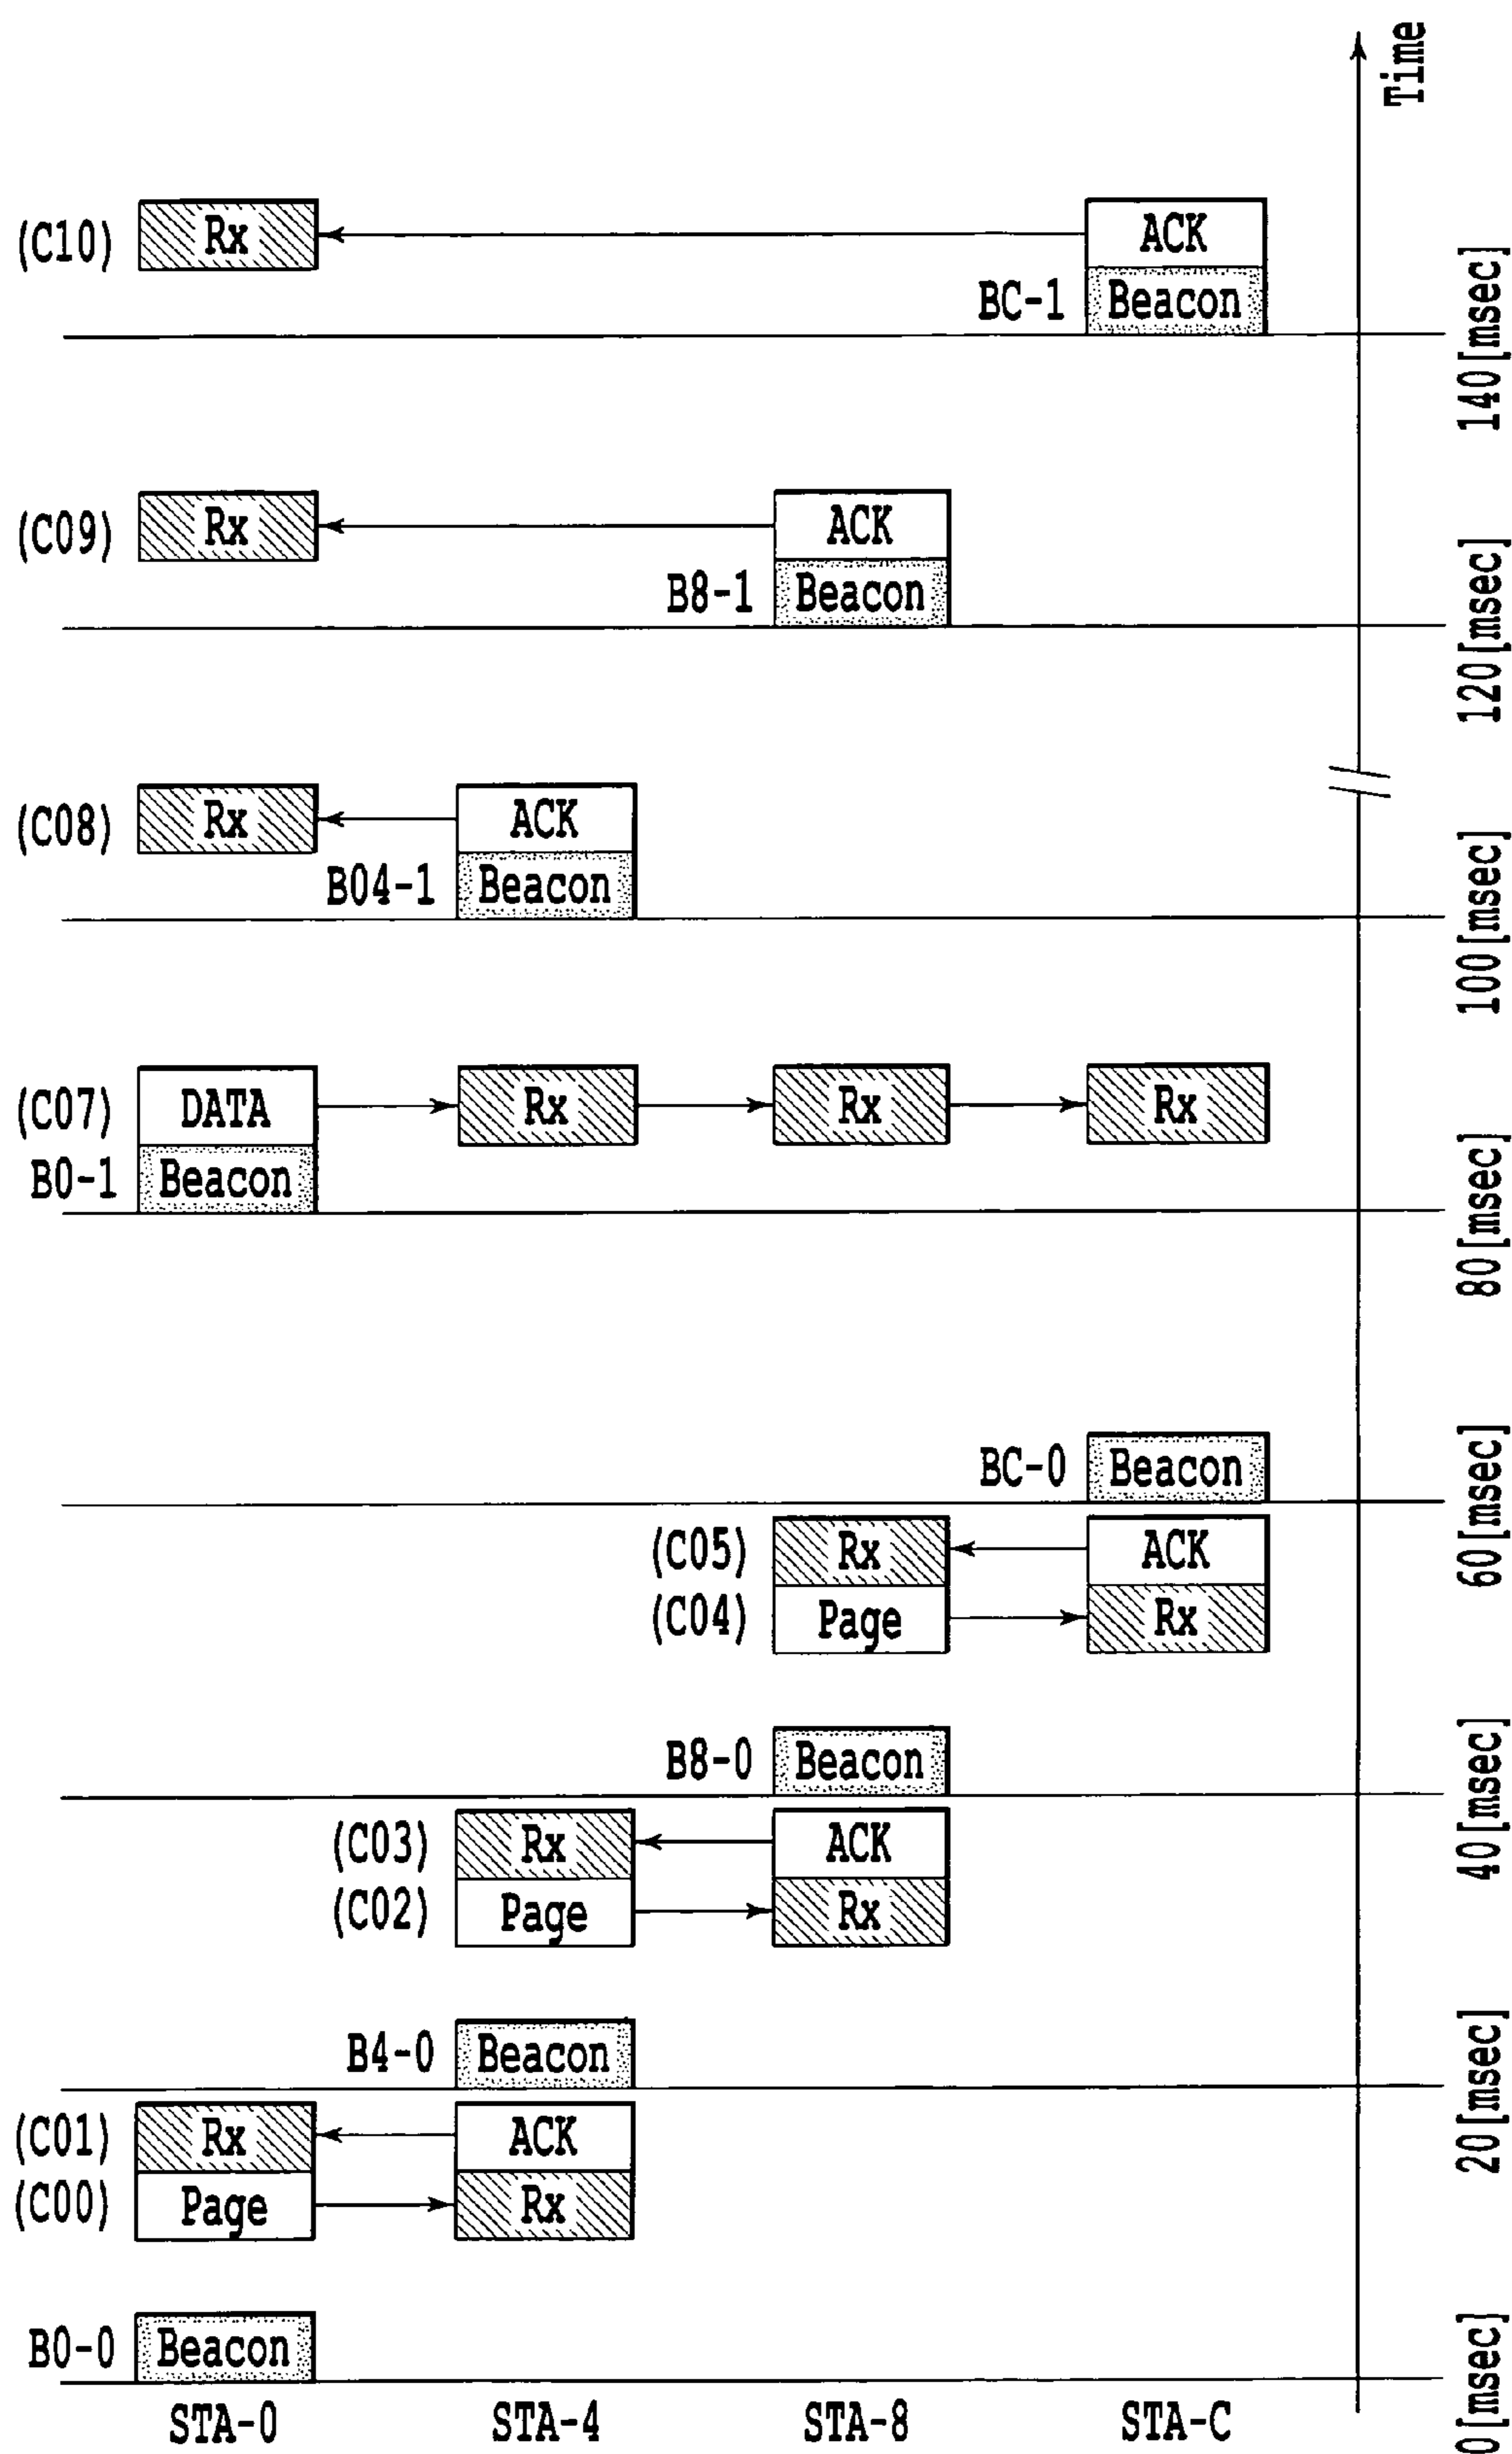 Time
(C10) Rx ACK
BC-1 Beacon
140[msec]
(C09) Rx ACK
B8-1 Beacon
120[msec]
(C08) Rx ACK
B04-1 Beacon
100[msec]
(C07) DATA Rx Rx Rx
B0-1 Beacon
80[msec]
BC-0 Beacon
60[msec]
(C05) Rx ACK
(C04) Page Rx
B8-0 Beacon
40[msec]
(C03) Rx ACK
(C02) Page Rx
B4-0 Beacon
20[msec]
(C01) Rx ACK
(C00) Page Rx
B0-0 Beacon
0[msec]
STA-0 STA-4 STA-8 STA-C